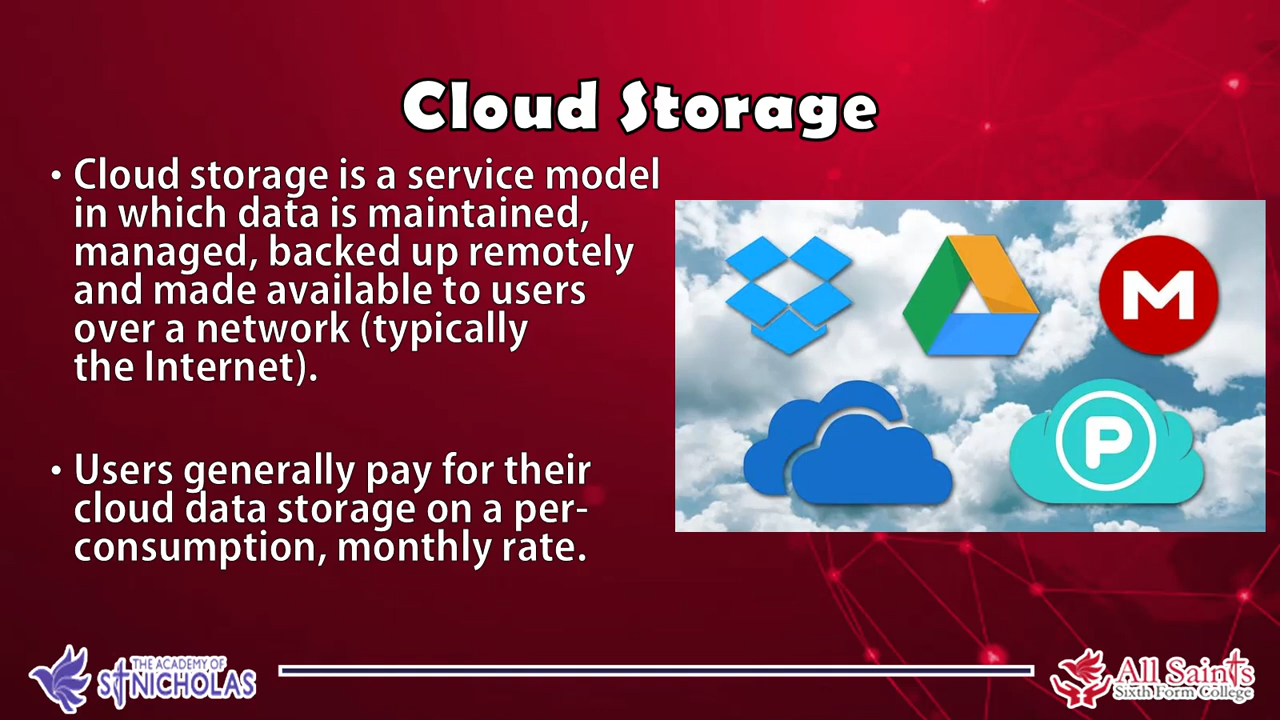 Cloud Storage
• Cloud storage is a service model
in which data is maintained,
managed, backed up remotely
and made available to users
over a network (typically
the Internet).
• Users generally pay for their
cloud data storage on a per-
consumption, monthly rate.
M
P
THE ACADEMY OF
ST NICHOLAS
All Saints
Sixth Form College